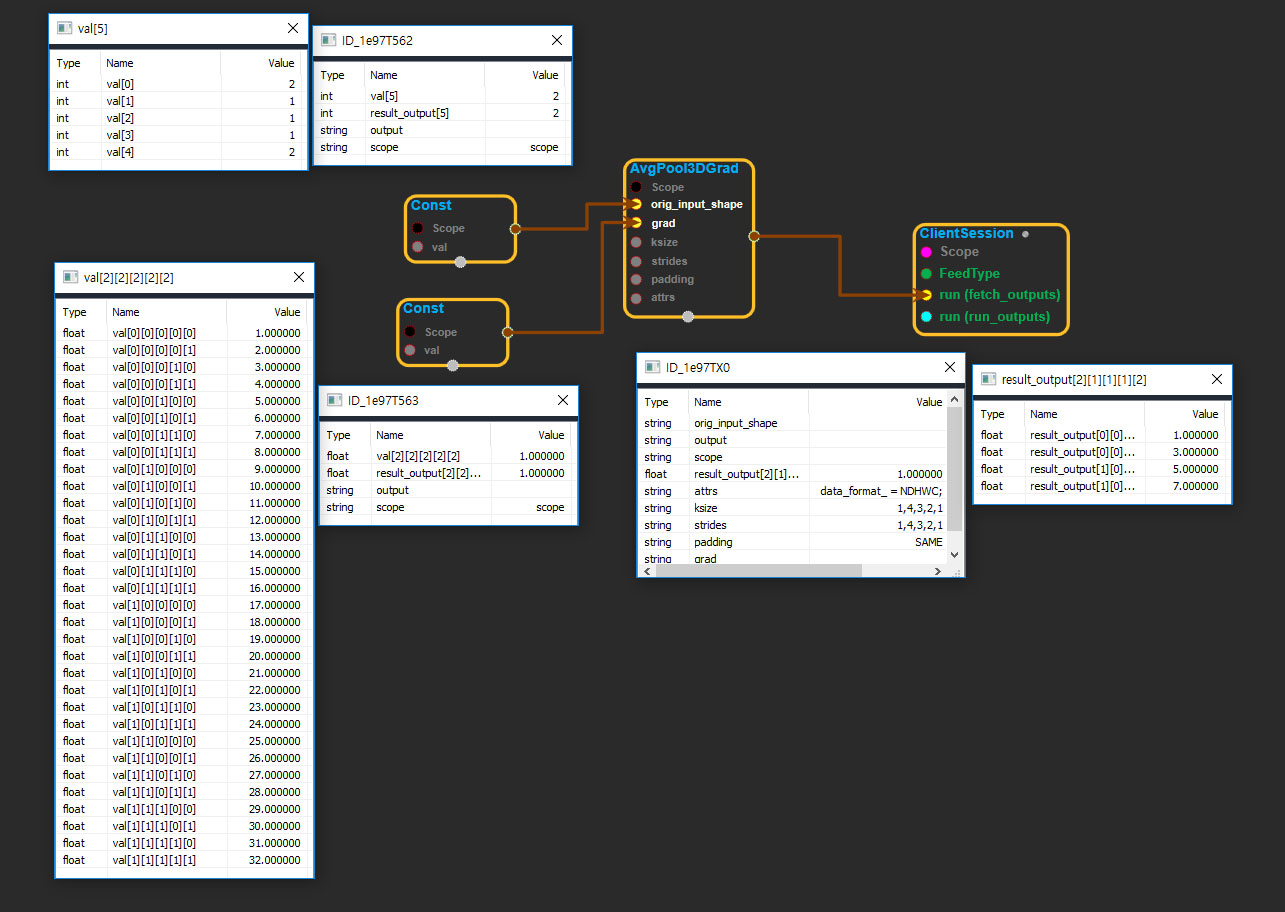 val[5]
Type Name Value
int val[0] 2
int val[1] 1
int val[2] 1
int val[3] 1
int val[4] 2
ID_1e97T562
Type Name Value
int val[5] 2
int result_output[5] 2
string output
string scope scope
Const
Scope
val
AvgPool3DGrad
Scope
orig_input_shape
grad
ksize
strides
padding
attrs
ClientSession
Scope
FeedType
run (fetch_outputs)
run (run_outputs)
Const
Scope
val
val[2][2][2][2][2]
Type Name Value
float val[0][0][0][0][0] 1.000000
float val[0][0][0][0][1] 2.000000
float val[0][0][0][1][0] 3.000000
float val[0][0][0][1][1] 4.000000
float val[0][0][1][0][0] 5.000000
float val[0][0][1][0][1] 6.000000
float val[0][0][1][1][0] 7.000000
float val[0][0][1][1][1] 8.000000
float val[0][1][0][0][0] 9.000000
float val[0][1][0][0][1] 10.000000
float val[0][1][0][1][0] 11.000000
float val[0][1][0][1][1] 12.000000
float val[0][1][1][0][0] 13.000000
float val[0][1][1][0][1] 14.000000
float val[0][1][1][1][0] 15.000000
float val[0][1][1][1][1] 16.000000
float val[1][0][0][0][0] 17.000000
float val[1][0][0][0][1] 18.000000
float val[1][0][0][1][0] 19.000000
float val[1][0][0][1][1] 20.000000
float val[1][0][1][0][0] 21.000000
float val[1][0][1][0][1] 22.000000
float val[1][0][1][1][0] 23.000000
float val[1][0][1][1][1] 24.000000
float val[1][1][0][0][0] 25.000000
float val[1][1][0][0][1] 26.000000
float val[1][1][0][1][0] 27.000000
float val[1][1][0][1][1] 28.000000
float val[1][1][1][0][0] 29.000000
float val[1][1][1][0][1] 30.000000
float val[1][1][1][1][0] 31.000000
float val[1][1][1][1][1] 32.000000
ID_1e97T563
Type Name Value
float val[2][2][2][2][2] 1.000000
float result_output[2][2]... 1.000000
string output
string scope scope
ID_1e97TX0
Type Name Value
string orig_input_shape
string output
string scope
float result_output[2][1]... 1.000000
string attrs data_format_ = NDHWC;
string ksize 1,4,3,2,1
string strides 1,4,3,2,1
string padding SAME
string grad
result_output[2][1][1][1][2]
Type Name Value
float result_output[0][0]... 1.000000
float result_output[0][0]... 3.000000
float result_output[1][0]... 5.000000
float result_output[1][0]... 7.000000